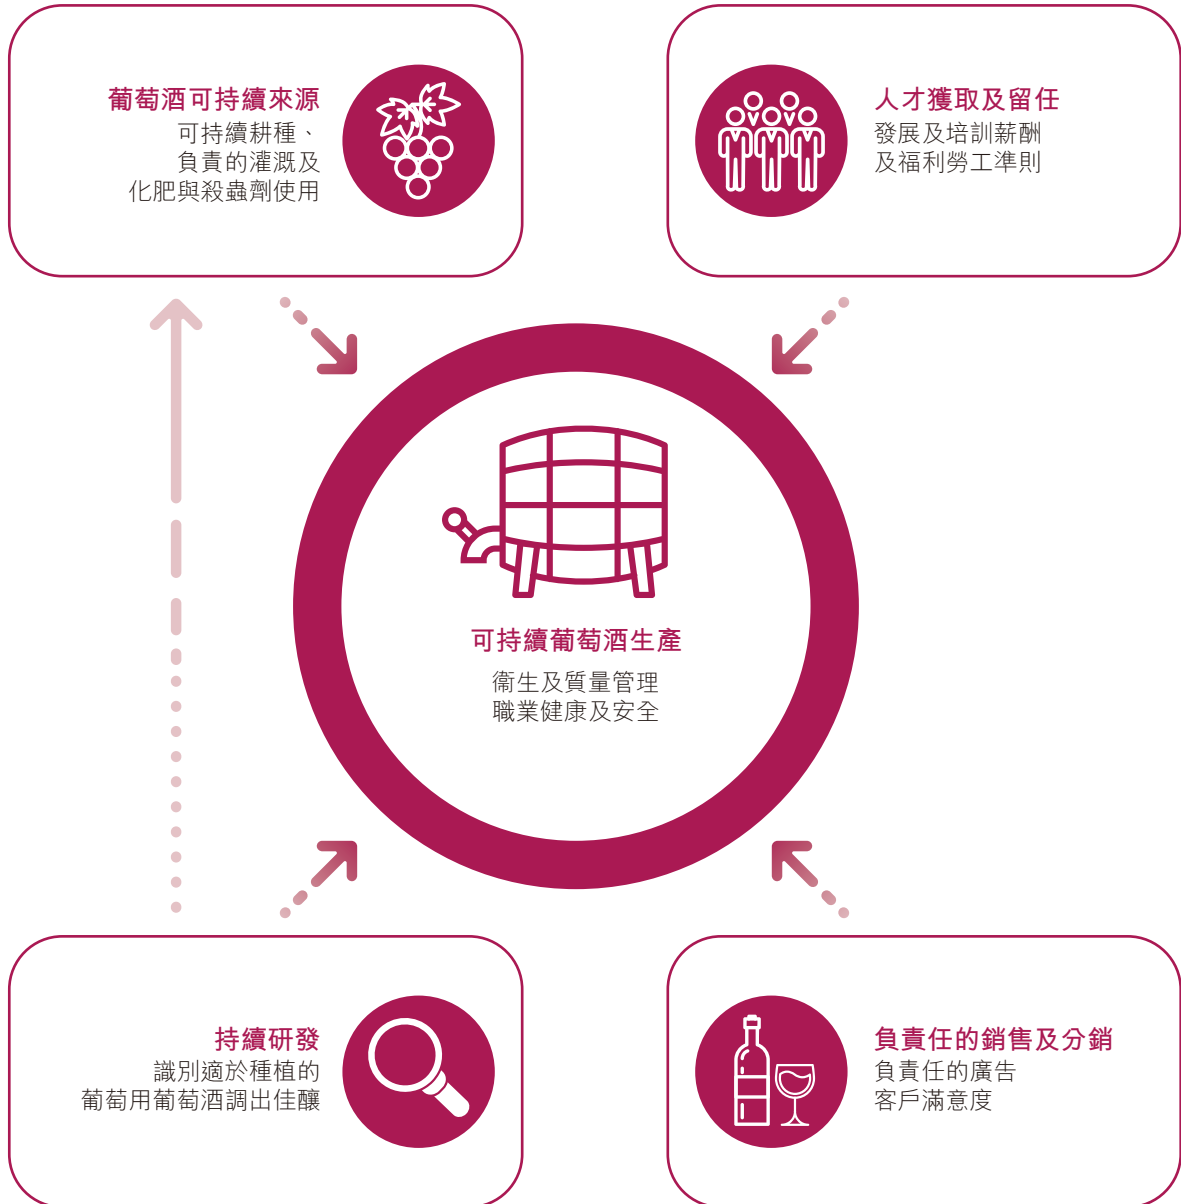 葡萄酒可持續來源
可持續耕種、
負責的灌溉及
化肥與殺蟲劑使用
人才獲取及留任
發展及培訓薪酬
及福利勞工準則
可持續葡萄酒生產
衞生及質量管理
職業健康及安全
持續研發
識別適於種植的
葡萄用葡萄酒調出佳釀
負責任的銷售及分銷
負責任的廣告
客戶滿意度